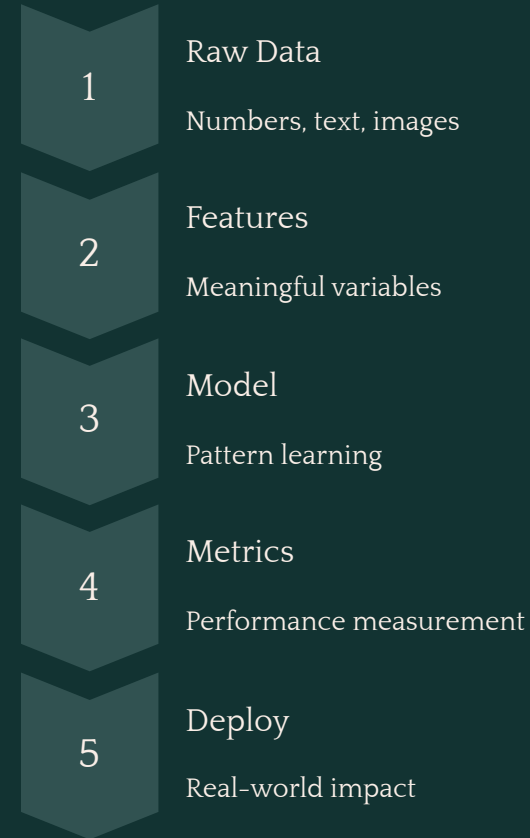 1
Raw Data
Numbers, text, images
2
Features
Meaningful variables
3
Model
Pattern learning
4
Metrics
Performance measurement
5
Deploy
Real-world impact